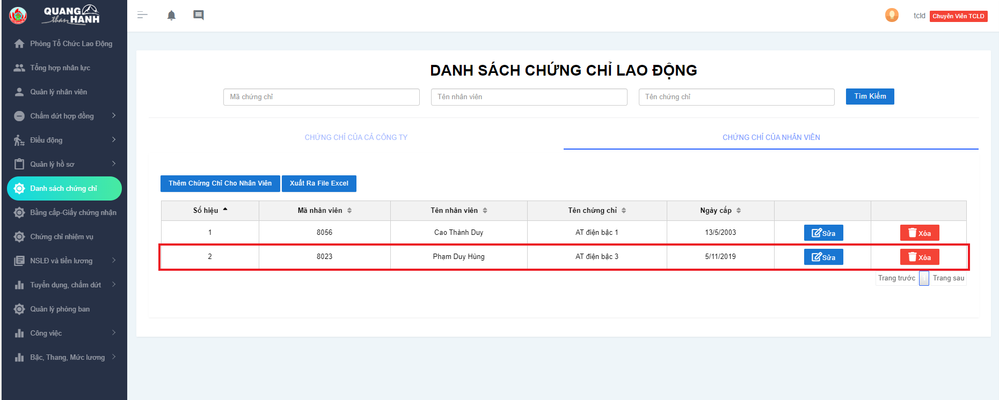 QUANG
than HANH
tcld Chuyên Viên TCLD
Phòng Tổ Chức Lao Động
Tổng hợp nhân lực
Quản lý nhân viên
Chấm dứt hợp đồng
Điều động
Quản lý hồ sơ
Danh sách chứng chỉ
Bằng cấp-Giấy chứng nhận
Chứng chỉ nhiệm vụ
NSLĐ và tiền lương
Tuyển dụng, chấm dứt
Quản lý phòng ban
Công việc
Bậc, Thang, Mức lương
DANH SÁCH CHỨNG CHỈ LAO ĐỘNG
Mã chứng chỉ Tên nhân viên Tên chứng chỉ Tìm Kiếm
CHỨNG CHỈ CỦA CẢ CÔNG TY CHỨNG CHỈ CỦA NHÂN VIÊN
Thêm Chứng Chỉ Cho Nhân Viên Xuất Ra File Excel
Số hiệu Mã nhân viên Tên nhân viên Tên chứng chỉ Ngày cấp
1 8056 Cao Thành Duy AT điện bậc 1 13/5/2003 Sửa Xóa
2 8023 Phạm Duy Hùng AT điện bậc 3 5/11/2019 Sửa Xóa
Trang trước Trang sau